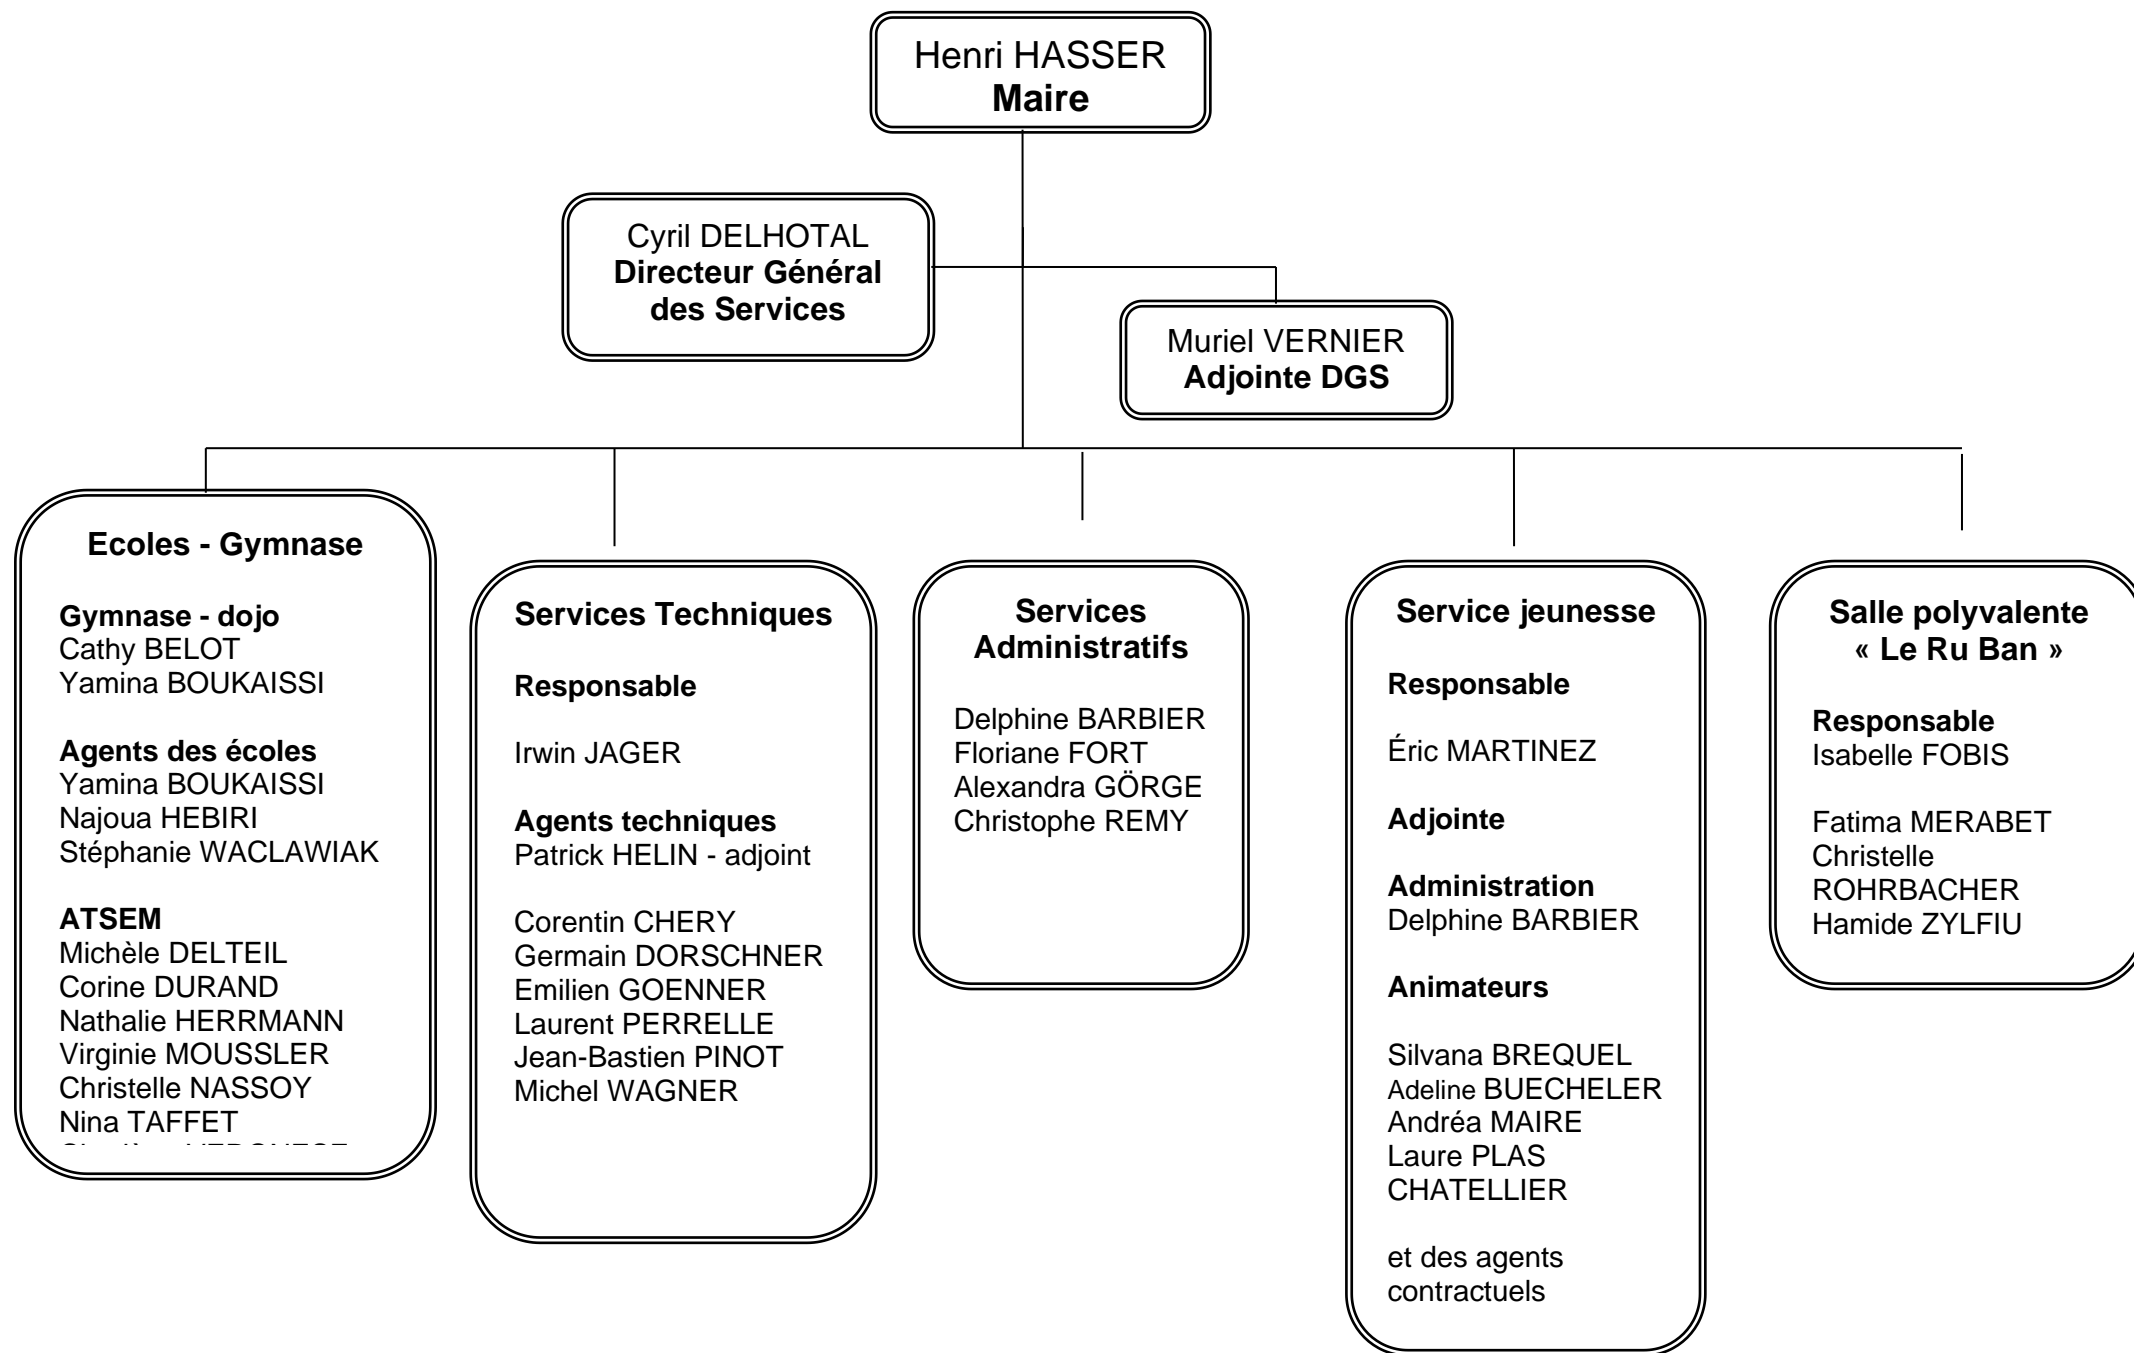 Henri HASSER
Maire
Cyril DELHOTAL
Directeur Général
des Services
Muriel VERNIER
Adjointe DGS
Ecoles - Gymnase
Gymnase - dojo
Cathy BELOT
Yamina BOUKAISSI
Agents des écoles
Yamina BOUKAISSI
Najoua HEBIRI
Stéphanie WACLAWIAK
ATSEM
Michèle DELTEIL
Corine DURAND
Nathalie HERRMANN
Virginie MOUSSLER
Christelle NASSOY
Nina TAFFET
Services Techniques
Responsable
Irwin JAGER
Agents techniques
Patrick HELIN - adjoint
Corentin CHERY
Germain DORSCHNER
Emilien GOENNER
Laurent PERRELLE
Jean-Bastien PINOT
Michel WAGNER
Services
Administratifs
Delphine BARBIER
Floriane FORT
Alexandra GÖRGE
Christophe REMY
Service jeunesse
Responsable
Éric MARTINEZ
Adjointe
Administration
Delphine BARBIER
Animateurs
Silvana BREQUEL
Adeline BUECHELER
Andréa MAIRE
Laure PLAS
CHATELLIER
et des agents
contractuels
Salle polyvalente
« Le Ru Ban »
Responsable
Isabelle FOBIS
Fatima MERABET
Christelle
ROHRBACHER
Hamide ZYLFIU